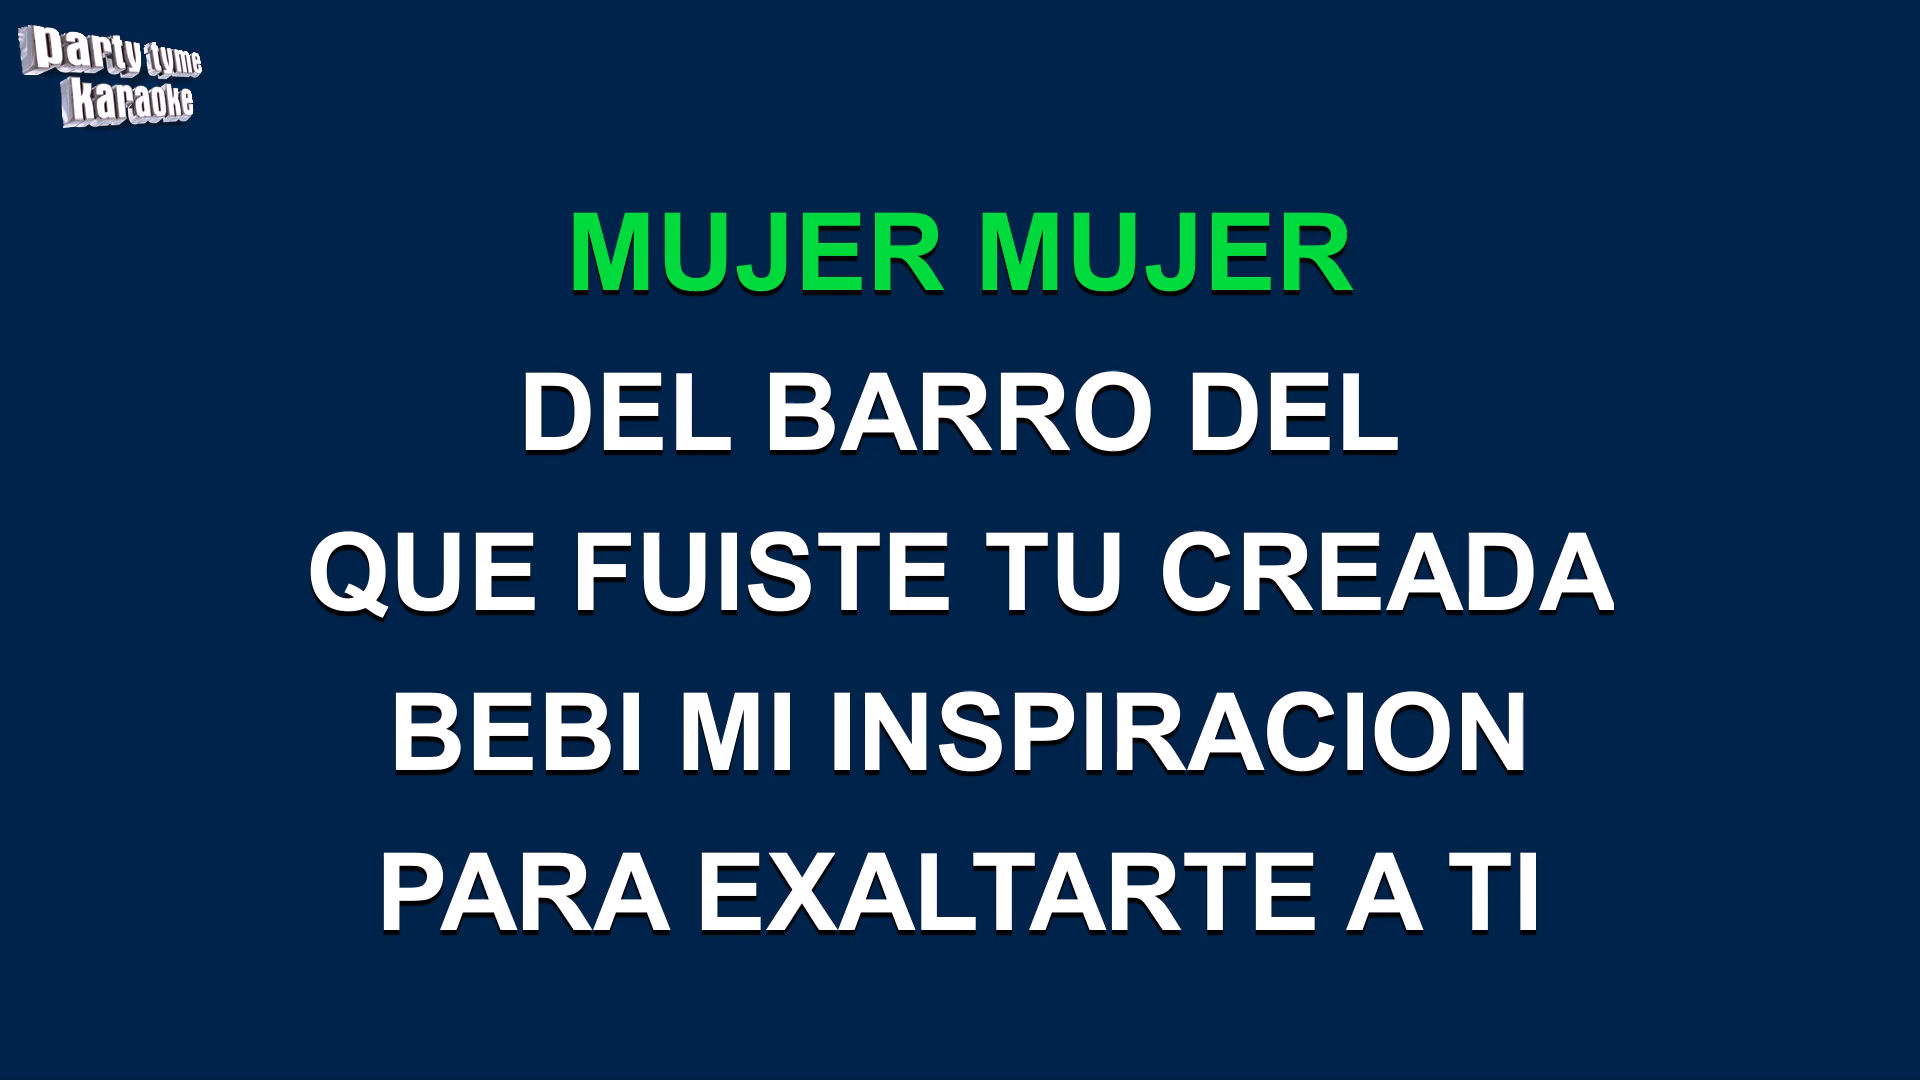 party tyme
karaoke
MUJER MUJER
DEL BARRO DEL
QUE FUISTE TU CREADA
BEBI MI INSPIRACION
PARA EXALTARTE A TI